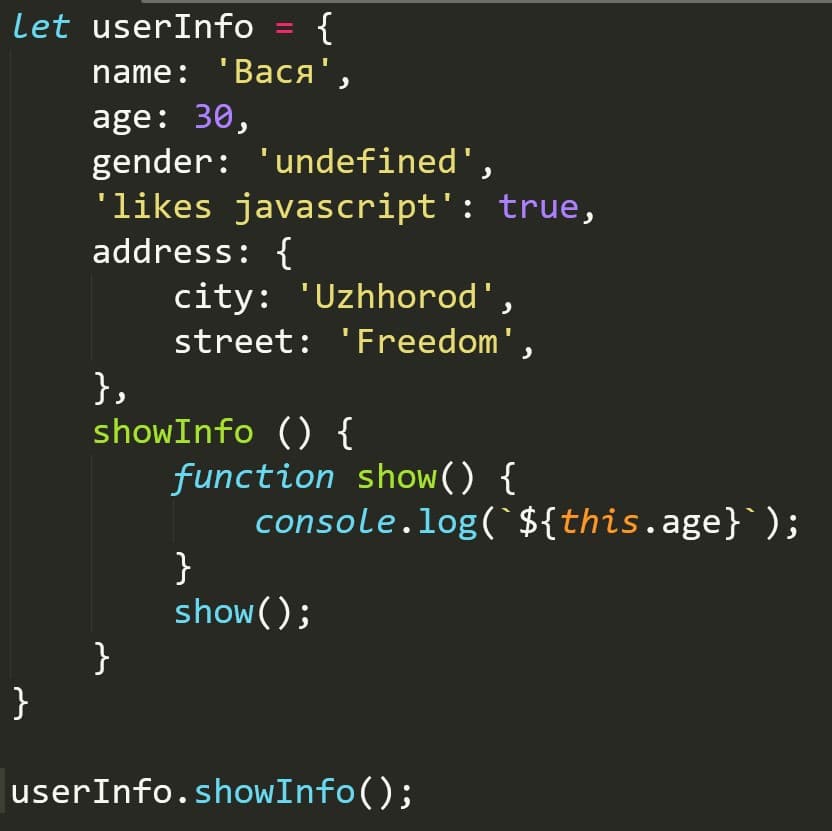 let userInfo = {
    name: 'Вася',
    age: 30,
    gender: 'undefined',
    'likes javascript': true,
    address: {
        city: 'Uzhhorod',
        street: 'Freedom',
    },
    showInfo () {
        function show() {
            console.log(`${this.age}`);
        }
        show();
    }
}
userInfo.showInfo();